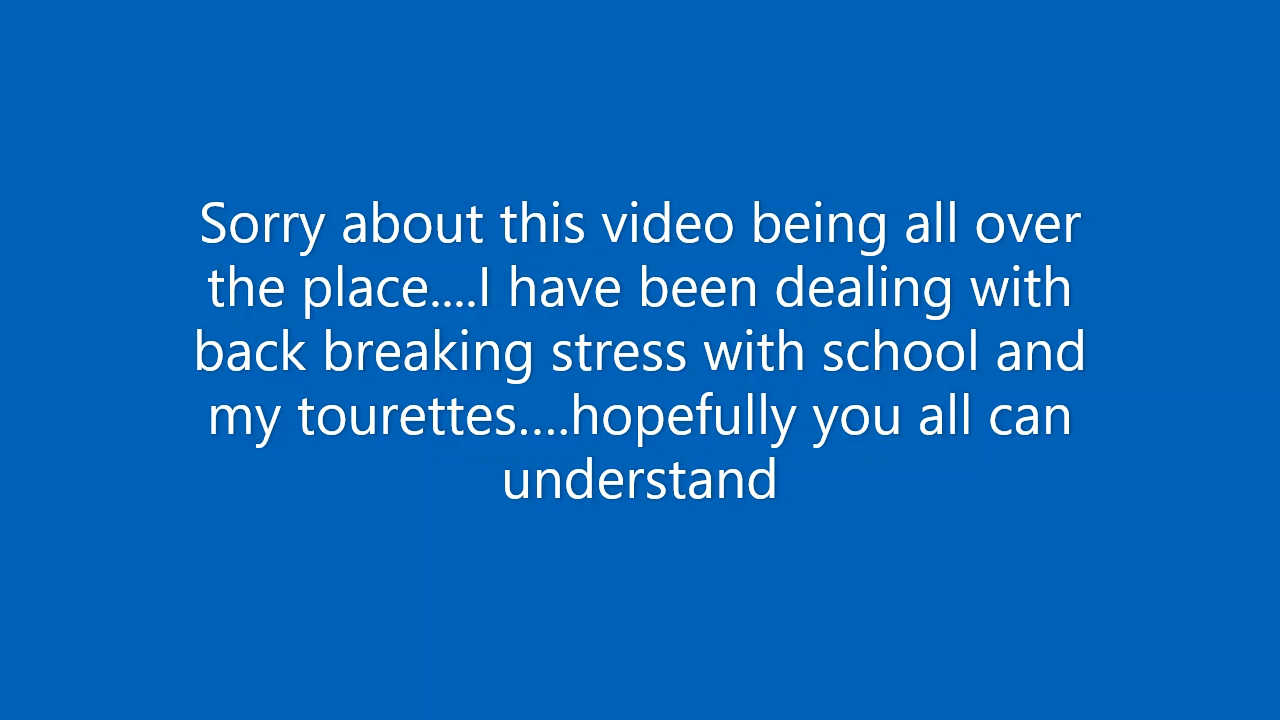 Sorry about this video being all over
the place....I have been dealing with
back breaking stress with school and
my tourettes....hopefully you all can
understand